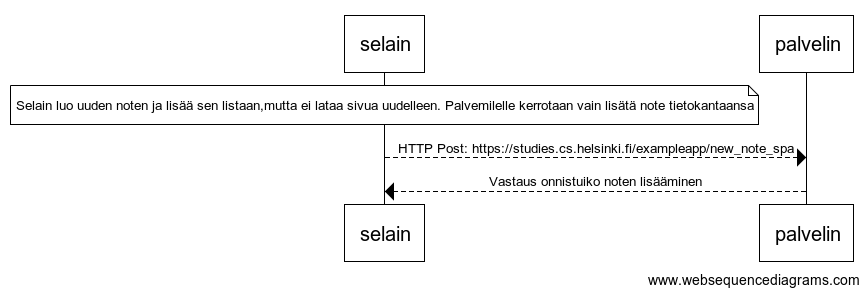 selain
palvelin
Selain luo uuden noten ja lisää sen listaan,mutta ei lataa sivua uudelleen. Palvemilelle kerrotaan vain lisätä note tietokantaansa
HTTP Post: https://studies.cs.helsinki.fi/exampleapp/new_note_spa
Vastaus onnistuiko noten lisääminen
selain
palvelin
www.websequencediagrams.com